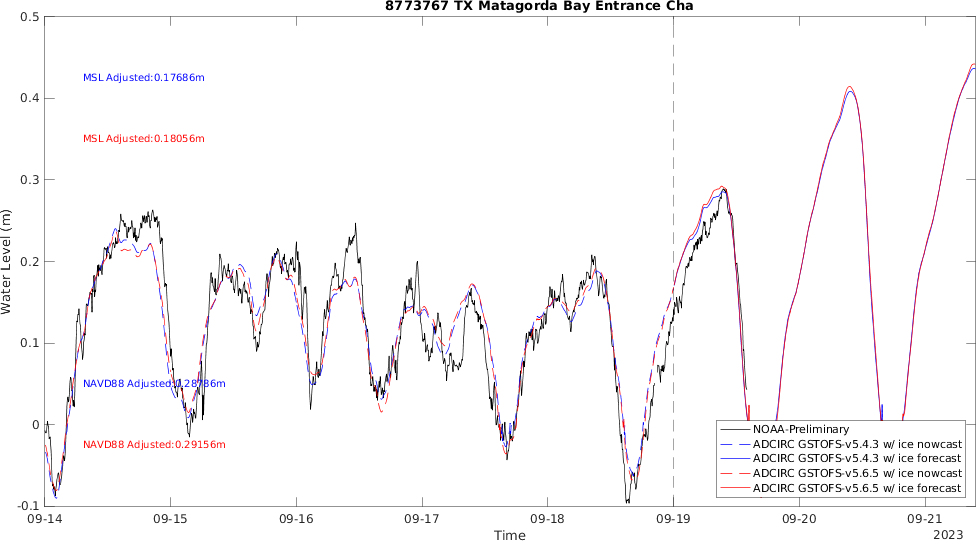 8773767 TX Matagorda Bay Entrance Cha
0.5
0.4
0.3
0.2
0.1
0
-0.1
Water Level (m)
MSL Adjusted:0.17686m
MSL Adjusted:0.18056m
NAVD88 Adjusted:0.28786m
NAVD88 Adjusted:0.29156m
NOAA-Preliminary
ADCIRC GSTOFS-v5.4.3 w/ ice nowcast
ADCIRC GSTOFS-v5.4.3 w/ ice forecast
ADCIRC GSTOFS-v5.6.5 w/ ice nowcast
ADCIRC GSTOFS-v5.6.5 w/ ice forecast
09-14 09-15 09-16 09-17 09-18 09-19 09-20 09-21
Time
2023